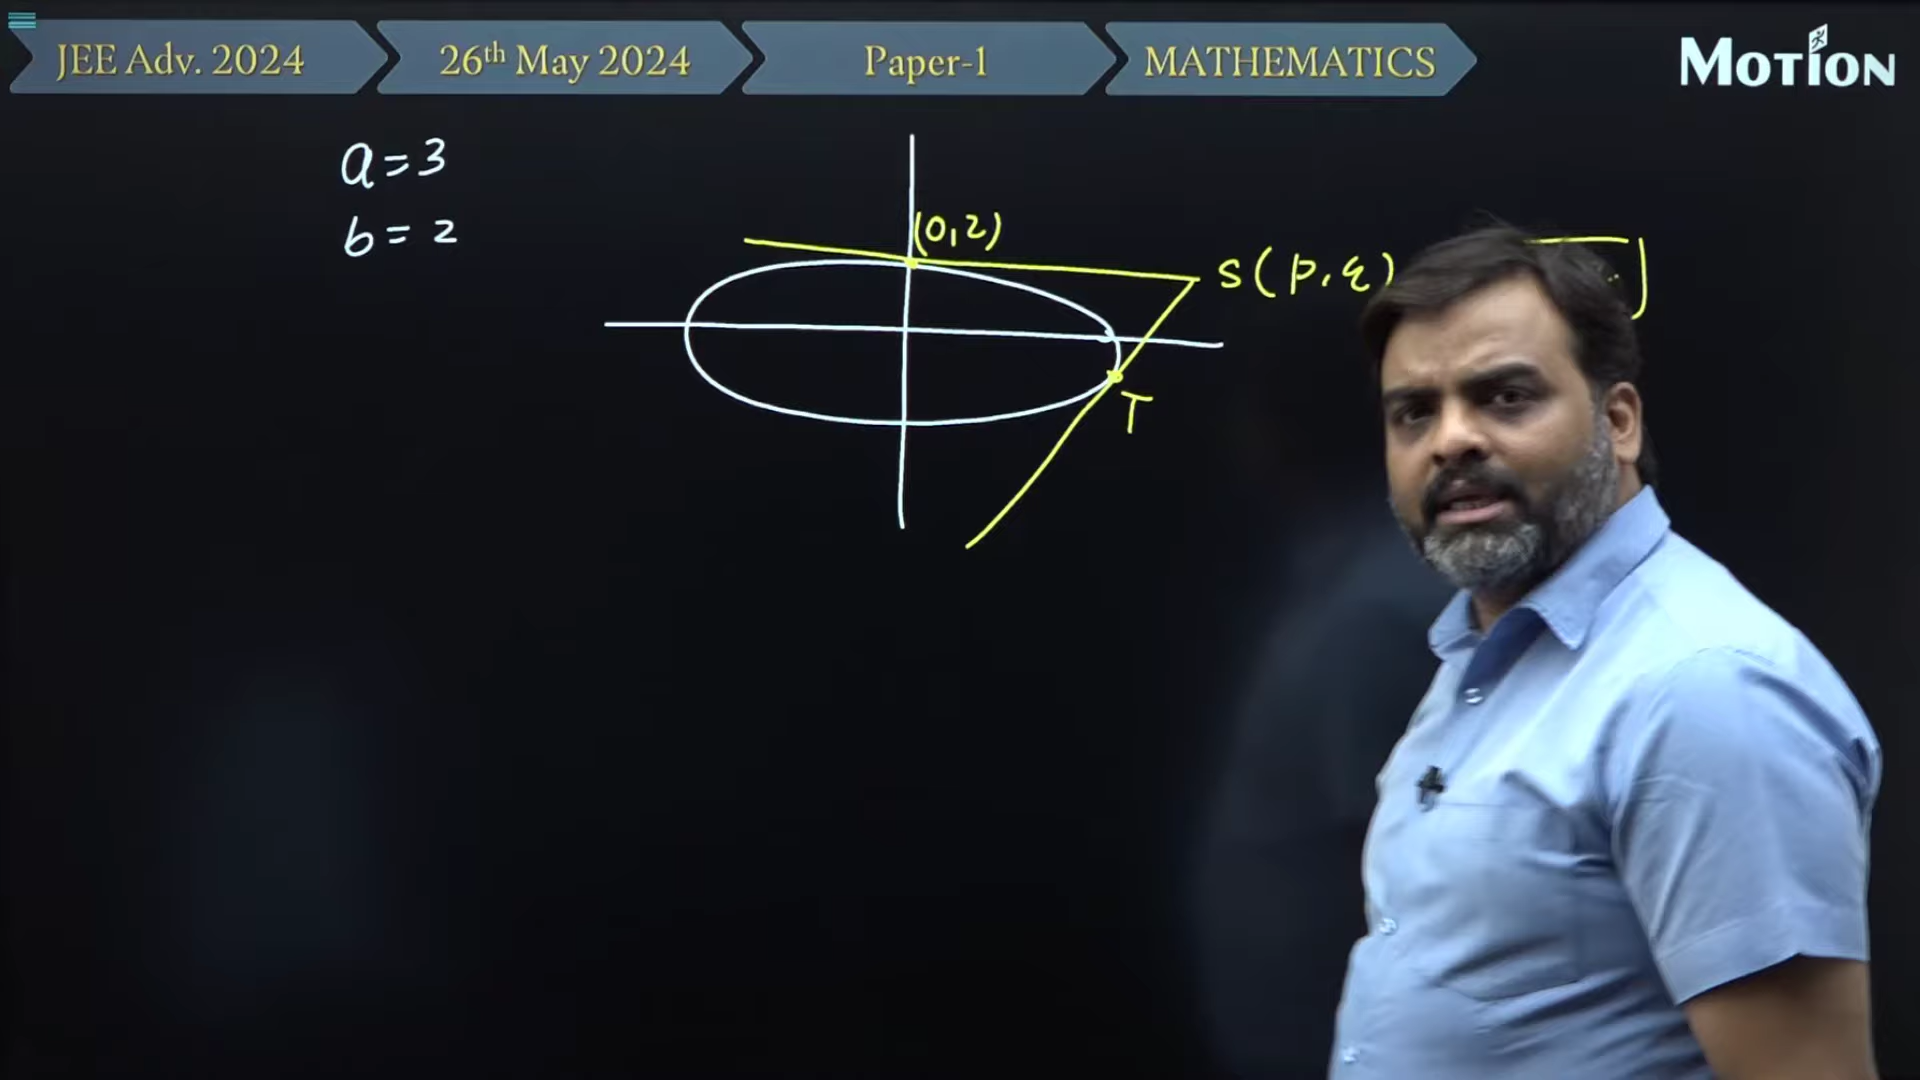 JEE Adv. 2024
26th May 2024
Paper-1
MATHEMATICS
MOTION
a = 3
b = 2
(0,2)
S(p,q)
T